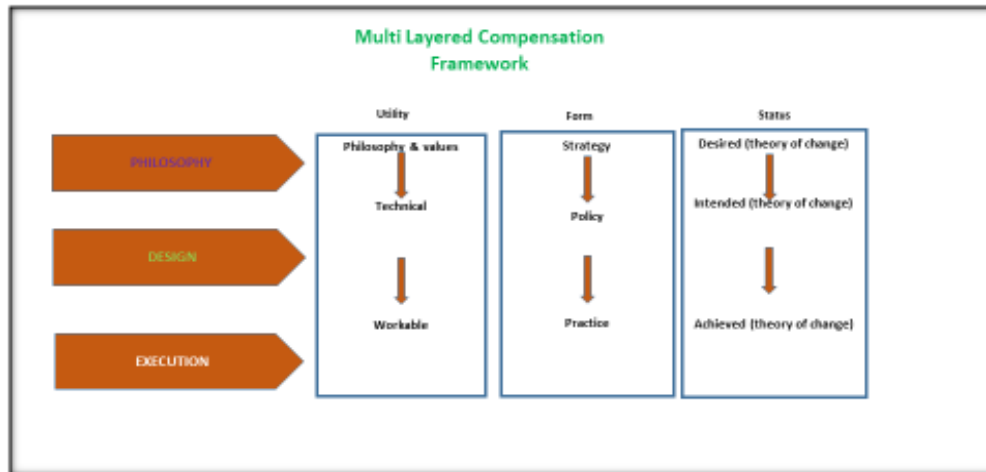 Multi Layered Compensation
Framework
Utility
Form
Status
PHILOSOPHY
Philosophy & values
Strategy
Desired (theory of change)
Technical
Policy
Intended (theory of change)
DESIGN
Workable
Practice
Achieved (theory of change)
EXECUTION